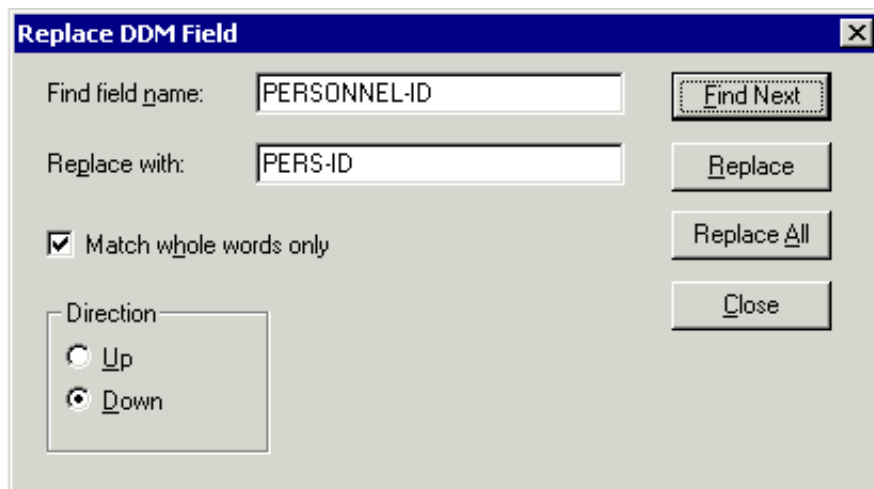 Replace DDM Field
Find field name: PERSONNEL-ID Find Next
Replace with: PERS-ID Replace
Match whole words only Replace All
Close
Direction
Up
Down